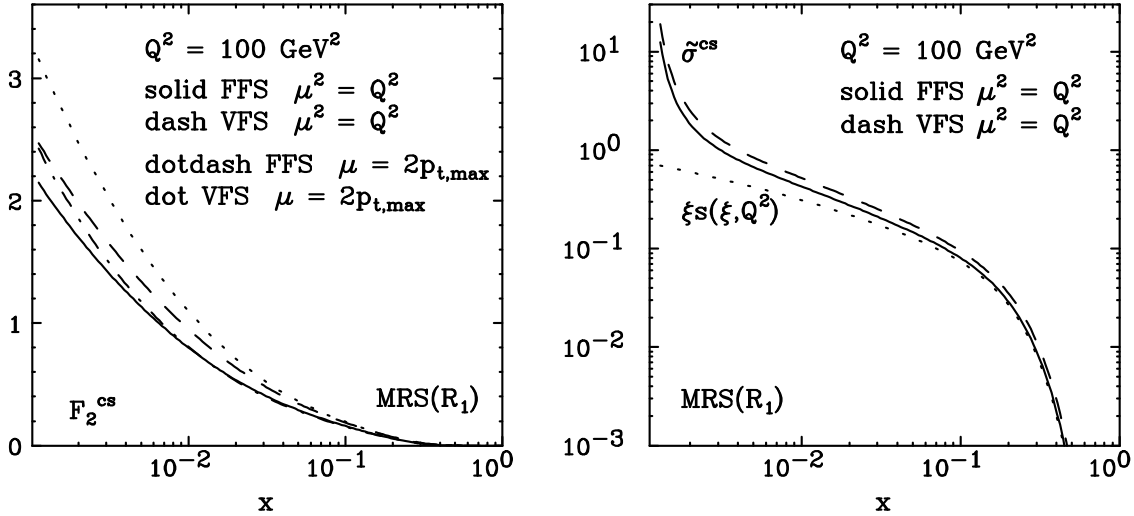 Q² = 100 GeV²
solid FFS μ² = Q²
dash VFS μ² = Q²
dotdash FFS μ = 2p_{t,max}
dot VFS μ = 2p_{t,max}
3
2
1
0
F₂^{cs}
MRS(R₁)
10⁻² 10⁻¹ 10⁰
x
σ̃^{cs}
Q² = 100 GeV²
solid FFS μ² = Q²
dash VFS μ² = Q²
ξs(ξ,Q²)
MRS(R₁)
10¹
10⁰
10⁻¹
10⁻²
10⁻³
10⁻² 10⁻¹ 10⁰
x